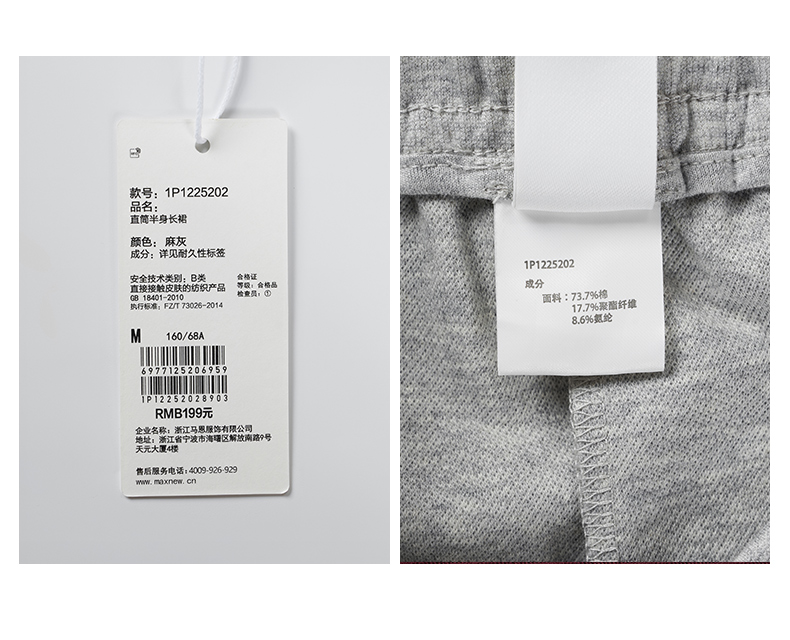 款号：1P1225202
品名：
直筒半身长裙
颜色：麻灰
成分：详见耐久性标签
安全技术类别：B类
直接接触皮肤的纺织产品
GB 18401-2010
执行标准：FZ/T 73026-2014
合格证
等级：合格品
检查员：①
M 160/68A
6977125206959
1P12252028903
RMB199元
企业名称：浙江马恩服饰有限公司
地址：浙江省宁波市海曙区解放南路9号
天元大厦4楼
售后服务电话：4009-926-929
www.maxnew.cn
1P1225202
成分
面料：73.7%棉
17.7%聚酯纤维
8.6%氨纶